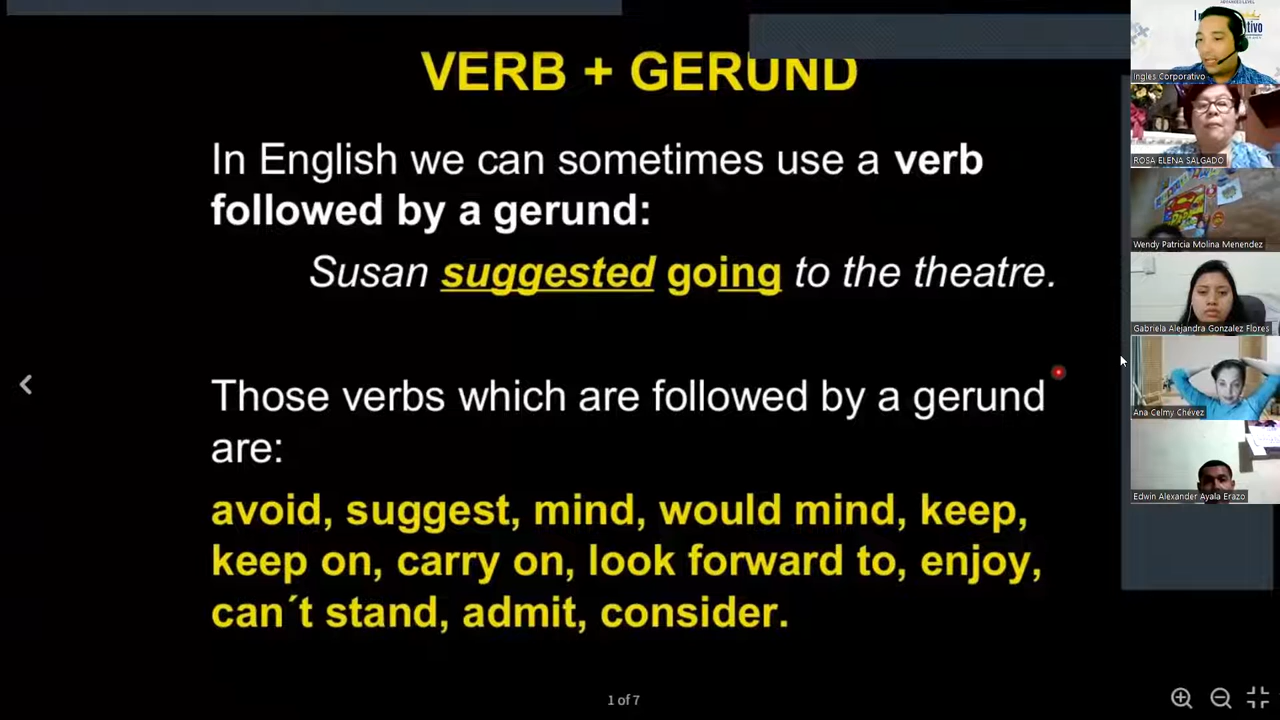 VERB + GERUND
In English we can sometimes use a verb
followed by a gerund:
Susan suggested going to the theatre.
Those verbs which are followed by a gerund
are:
avoid, suggest, mind, would mind, keep,
keep on, carry on, look forward to, enjoy,
can´t stand, admit, consider.
1 of 7
Ingles Corporativo
ROSA ELENA SALGADO
Wendy Patricia Molina Menendez
Gabriela Alejandra Gonzalez Flores
Ana Celmy Chévez
Edwin Alexander Ayala Erazo